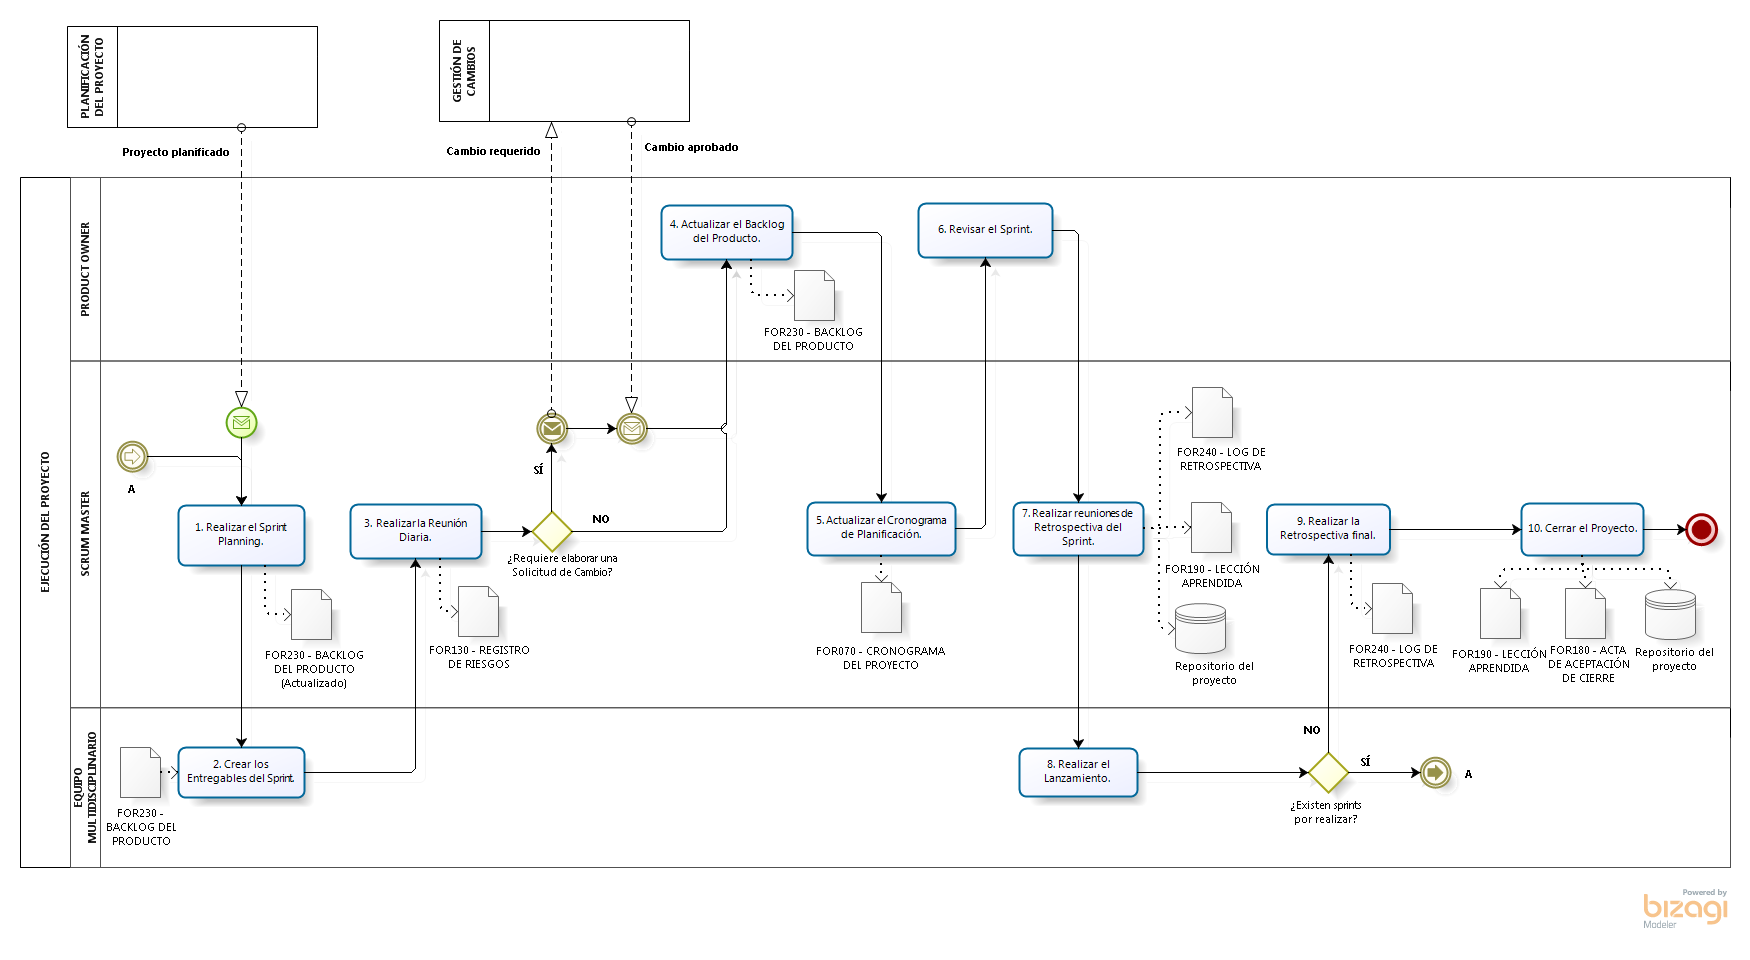 PLANIFICACIÓN
DEL PROYECTO
GESTIÓN DE
CAMBIOS
Proyecto planificado
Cambio requerido
Cambio aprobado
EJECUCIÓN DEL PROYECTO
PRODUCT OWNER
4. Actualizar el Backlog
del Producto.
6. Revisar el Sprint.
FOR230 - BACKLOG
DEL PRODUCTO
SCRUM MASTER
A
1. Realizar el Sprint
Planning.
FOR230 - BACKLOG
DEL PRODUCTO
(Actualizado)
3. Realizar la Reunión
Diaria.
FOR130 - REGISTRO
DE RIESGOS
SÍ
NO
¿Requiere elaborar una
Solicitud de Cambio?
5. Actualizar el Cronograma
de Planificación.
FOR070 - CRONOGRAMA
DEL PROYECTO
7. Realizar reuniones de
Retrospectiva del
Sprint.
FOR240 - LOG DE
RETROSPECTIVA
FOR190 - LECCIÓN
APRENDIDA
Repositorio del
proyecto
9. Realizar la
Retrospectiva final.
FOR240 - LOG DE
RETROSPECTIVA
10. Cerrar el Proyecto.
FOR190 - LECCIÓN
APRENDIDA
FOR180 - ACTA
DE ACEPTACIÓN
DE CIERRE
Repositorio del
proyecto
EQUIPO
MULTIDISCIPLINARIO
FOR230 -
BACKLOG DEL
PRODUCTO
2. Crear los
Entregables del Sprint.
8. Realizar el
Lanzamiento.
NO
SÍ
¿Existen sprints
por realizar?
A
Powered by
bizagi
Modeler